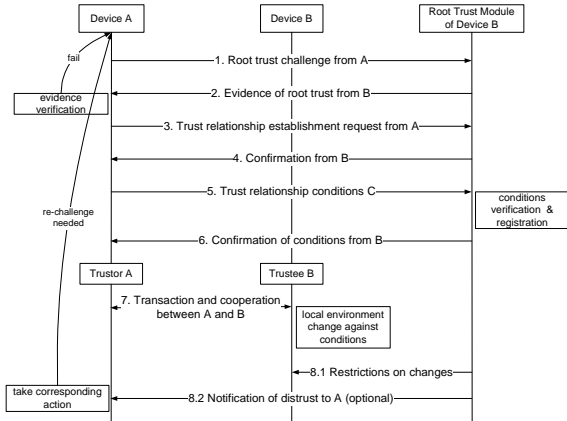 Device A
Device B
Root Trust Module
of Device B
fail
1. Root trust challenge from A
evidence
verification
2. Evidence of root trust from B
3. Trust relationship establishment request from A
4. Confirmation from B
5. Trust relationship conditions C
conditions
verification &
registration
re-challenge
needed
6. Confirmation of conditions from B
Trustor A
Trustee B
7. Transaction and cooperation
between A and B
local environment
change against
conditions
8.1 Restrictions on changes
take corresponding
action
8.2 Notification of distrust to A (optional)